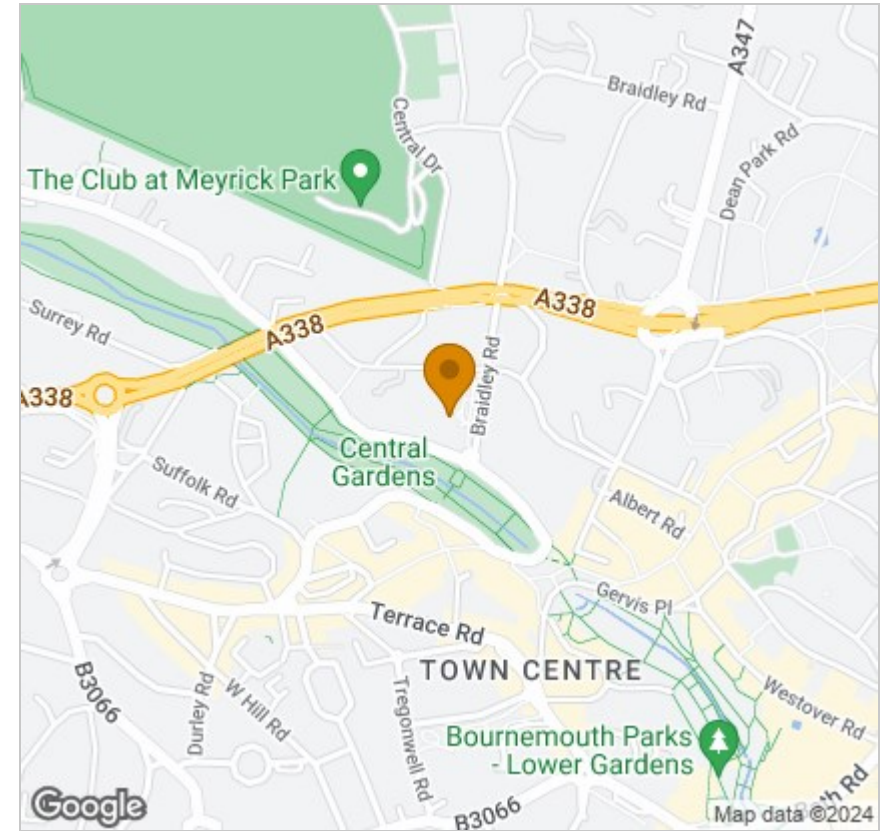 A347
Braidley Rd
Central Dr
Dean Park Rd
The Club at Meyrick Park
A338
Surrey Rd
A338
A338
Braidley Rd
Central
Gardens
Suffolk Rd
Albert Rd
Gervis Pl
Terrace Rd
TOWN CENTRE
B3066
Durley Rd
W Hill Rd
Tregonwell Rd
Westover Rd
Bournemouth Parks
- Lower Gardens
B3066
Rd
Google
Map data ©2024